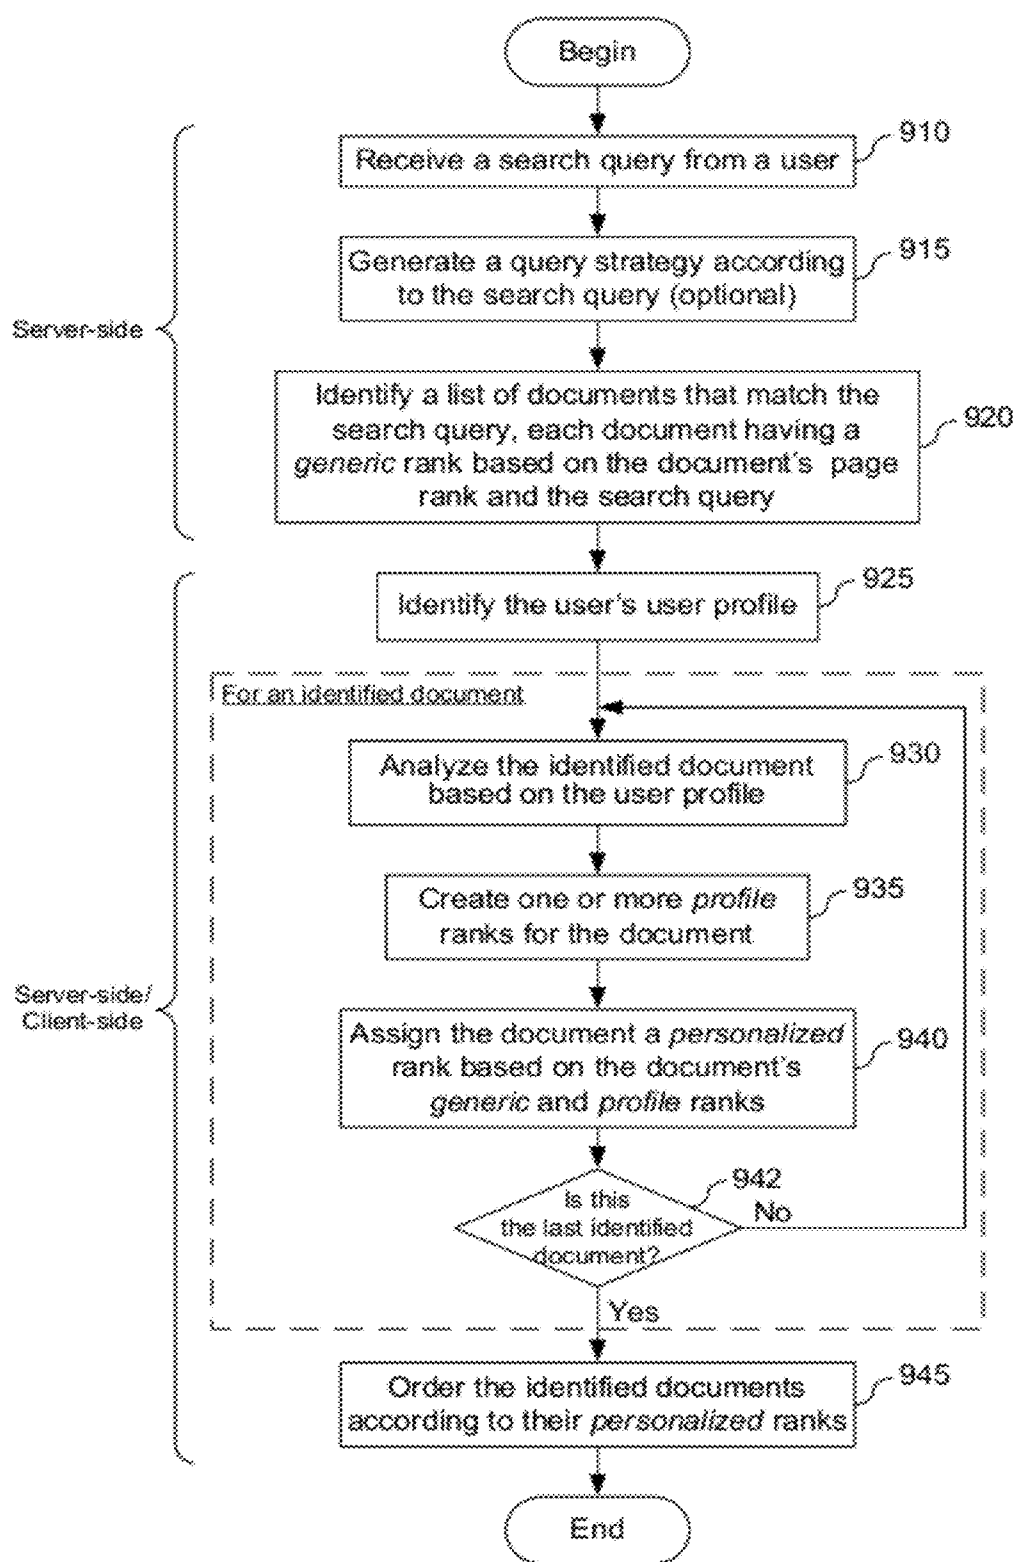 Begin
910
Receive a search query from a user
915
Generate a query strategy according
to the search query (optional)
Server-side
Identify a list of documents that match the
search query, each document having a
generic rank based on the document's page
rank and the search query
920
925
Identify the user's user profile
For an identified document
Analyze the identified document
based on the user profile
930
Create one or more profile
ranks for the document
935
Server-side/
Client-side
Assign the document a personalized
rank based on the document's
generic and profile ranks
940
942
Is this
the last identified
document?
No
Yes
Order the identified documents
according to their personalized ranks
945
End